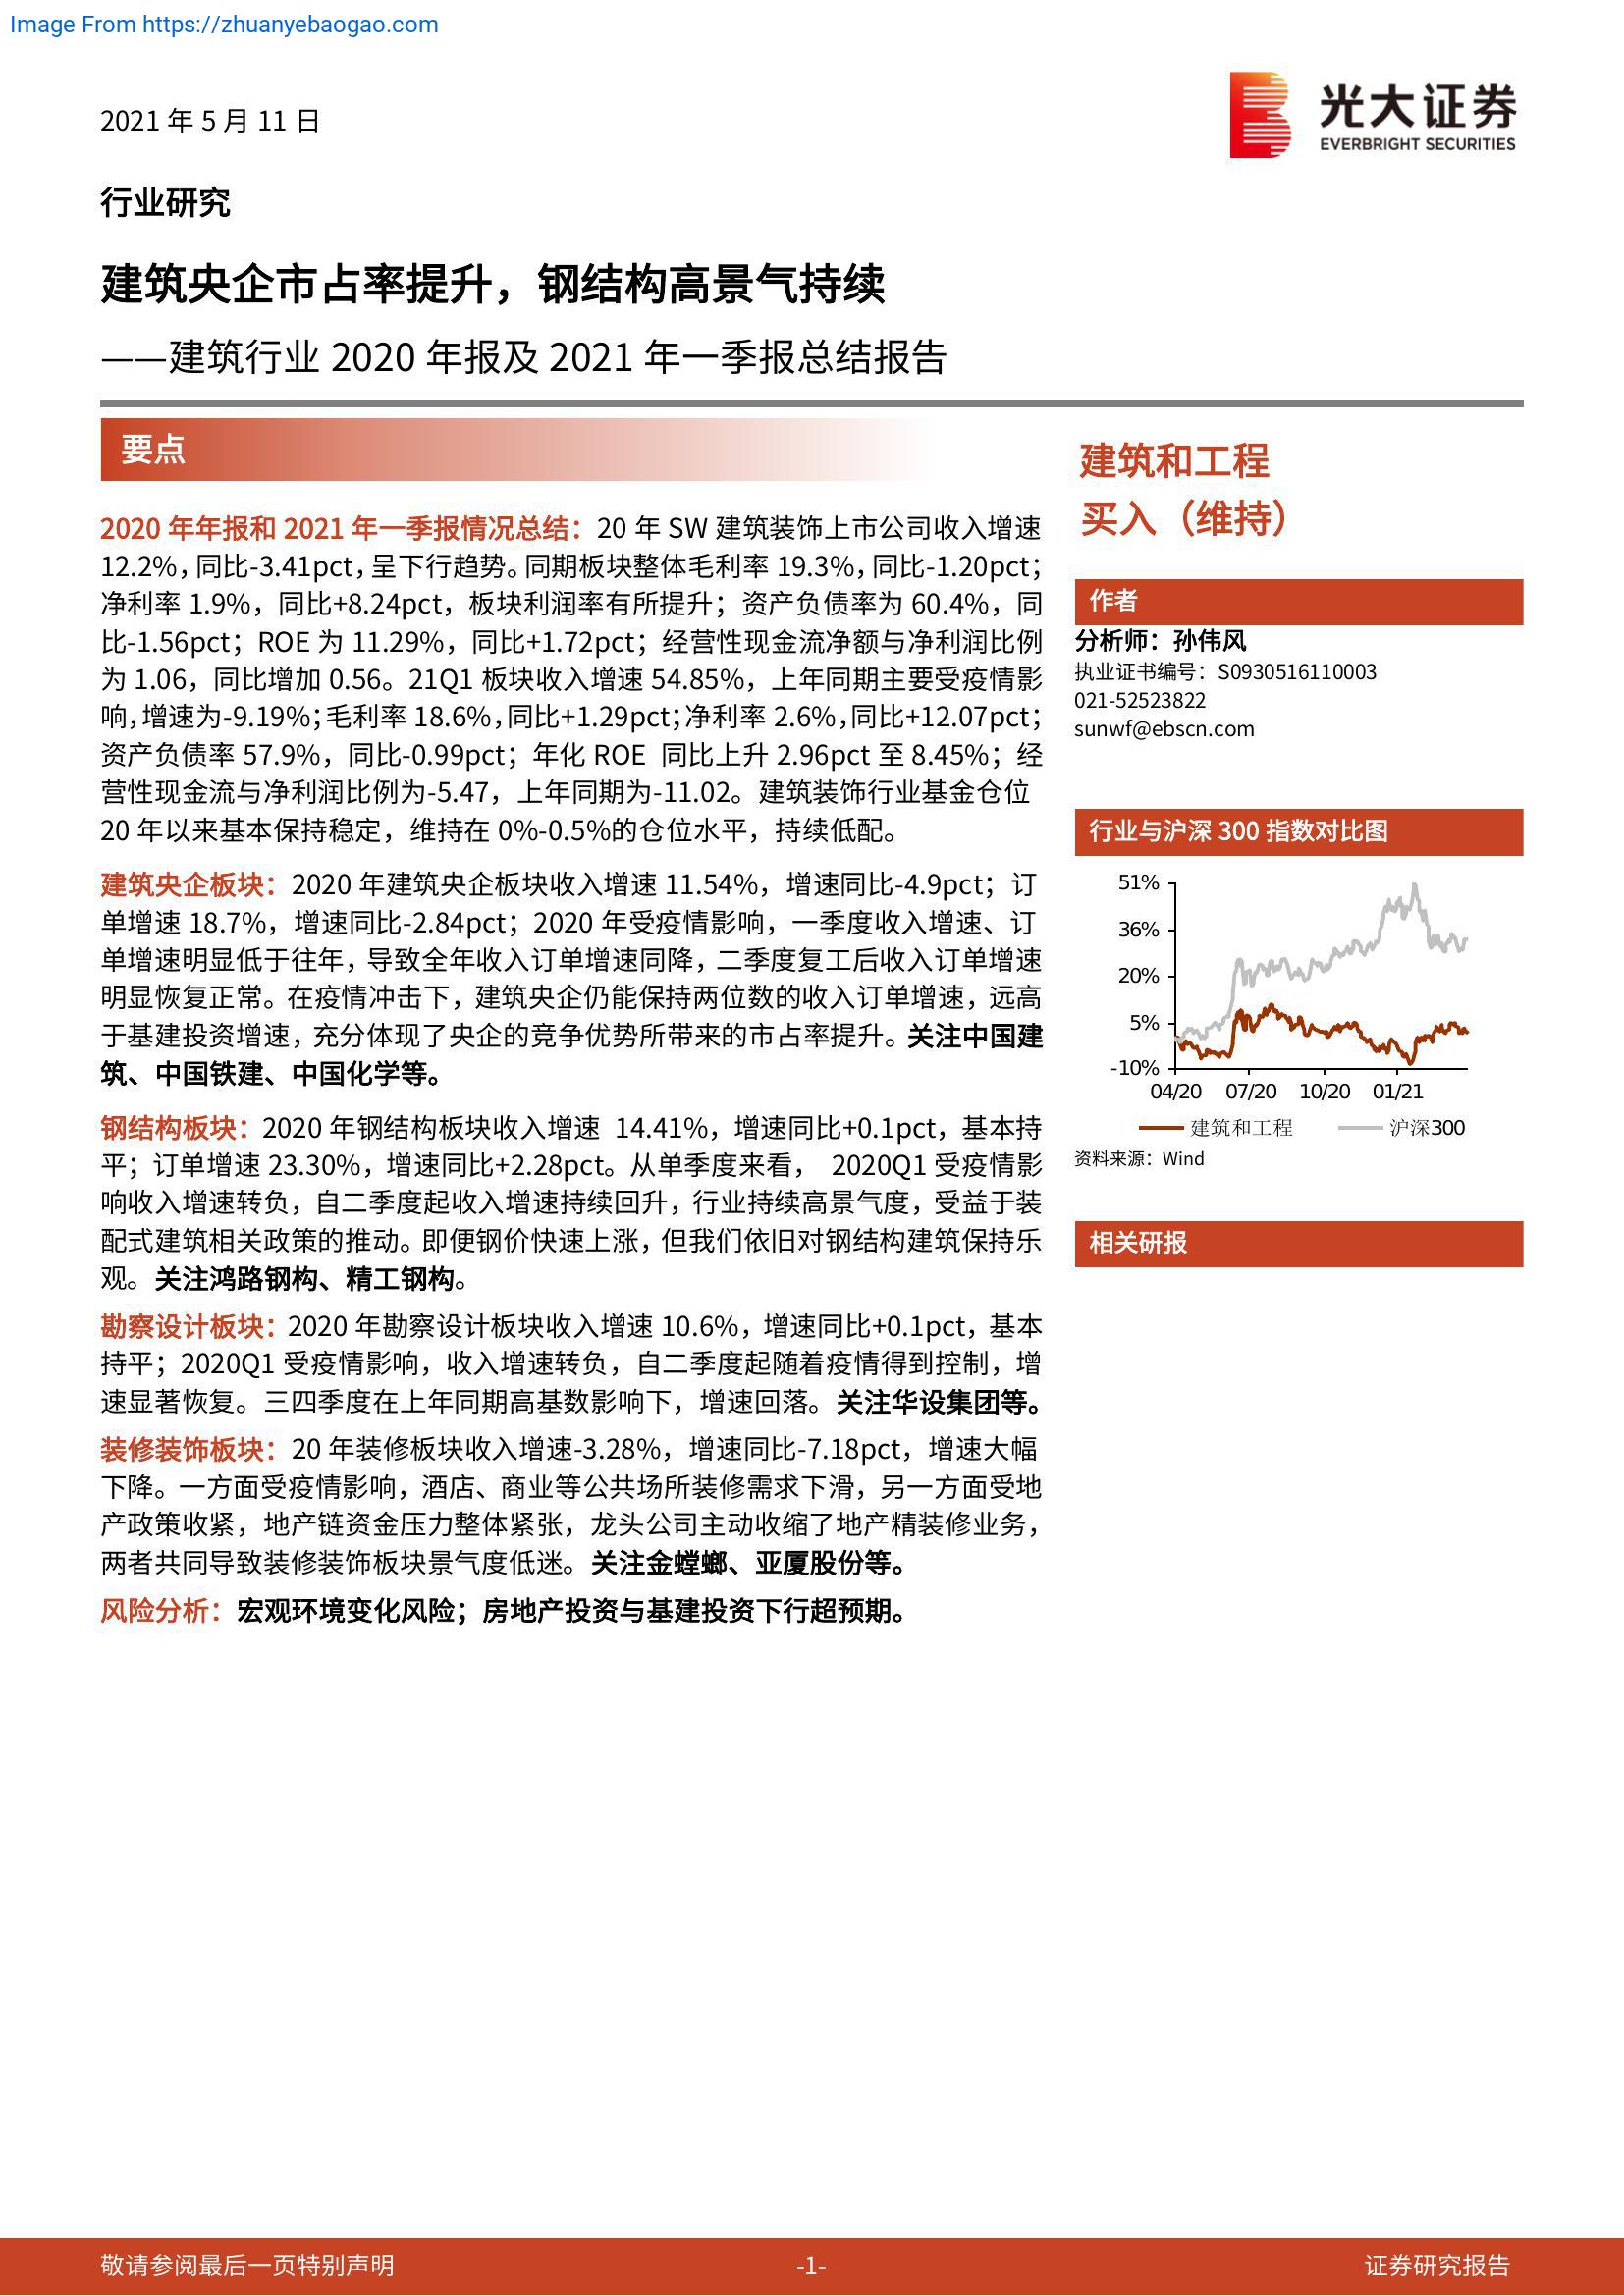 Image From https://zhuanyebaogao.com
2021 年 5 月 11 日
光大证券
EVERBRIGHT SECURITIES
行业研究
建筑央企市占率提升，钢结构高景气持续
——建筑行业 2020 年报及 2021 年一季报总结报告
要点
2020 年年报和 2021 年一季报情况总结：20 年 SW 建筑装饰上市公司收入增速
12.2%，同比-3.41pct，呈下行趋势。同期板块整体毛利率 19.3%，同比-1.20pct；
净利率 1.9%，同比+8.24pct，板块利润率有所提升；资产负债率为 60.4%，同
比-1.56pct；ROE 为 11.29%，同比+1.72pct；经营性现金流净额与净利润比例
为 1.06，同比增加 0.56。21Q1 板块收入增速 54.85%，上年同期主要受疫情影
响，增速为-9.19%；毛利率 18.6%，同比+1.29pct；净利率 2.6%，同比+12.07pct；
资产负债率 57.9%，同比-0.99pct；年化 ROE 同比上升 2.96pct 至 8.45%；经
营性现金流与净利润比例为-5.47，上年同期为-11.02。建筑装饰行业基金仓位
20 年以来基本保持稳定，维持在 0%-0.5%的仓位水平，持续低配。
建筑央企板块：2020 年建筑央企板块收入增速 11.54%，增速同比-4.9pct；订
单增速 18.7%，增速同比-2.84pct；2020 年受疫情影响，一季度收入增速、订
单增速明显低于往年，导致全年收入订单增速同降，二季度复工后收入订单增速
明显恢复正常。在疫情冲击下，建筑央企仍能保持两位数的收入订单增速，远高
于基建投资增速，充分体现了央企的竞争优势所带来的市占率提升。关注中国建
筑、中国铁建、中国化学等。
钢结构板块：2020 年钢结构板块收入增速 14.41%，增速同比+0.1pct，基本持
平；订单增速 23.30%，增速同比+2.28pct。从单季度来看， 2020Q1 受疫情影
响收入增速转负，自二季度起收入增速持续回升，行业持续高景气度，受益于装
配式建筑相关政策的推动。即便钢价快速上涨，但我们依旧对钢结构建筑保持乐
观。关注鸿路钢构、精工钢构。
勘察设计板块：2020 年勘察设计板块收入增速 10.6%，增速同比+0.1pct，基本
持平；2020Q1 受疫情影响，收入增速转负，自二季度起随着疫情得到控制，增
速显著恢复。三四季度在上年同期高基数影响下，增速回落。关注华设集团等。
装修装饰板块：20 年装修板块收入增速-3.28%，增速同比-7.18pct，增速大幅
下降。一方面受疫情影响，酒店、商业等公共场所装修需求下滑，另一方面受地
产政策收紧，地产链资金压力整体紧张，龙头公司主动收缩了地产精装修业务，
两者共同导致装修装饰板块景气度低迷。关注金螳螂、亚厦股份等。
风险分析：宏观环境变化风险；房地产投资与基建投资下行超预期。
建筑和工程
买入（维持）
作者
分析师：孙伟风
执业证书编号：S0930516110003
021-52523822
sunwf@ebscn.com
行业与沪深 300 指数对比图
51%
36%
20%
5%
-10%
04/20 07/20 10/20 01/21
建筑和工程 沪深300
资料来源：Wind
相关研报
敬请参阅最后一页特别声明 -1- 证券研究报告